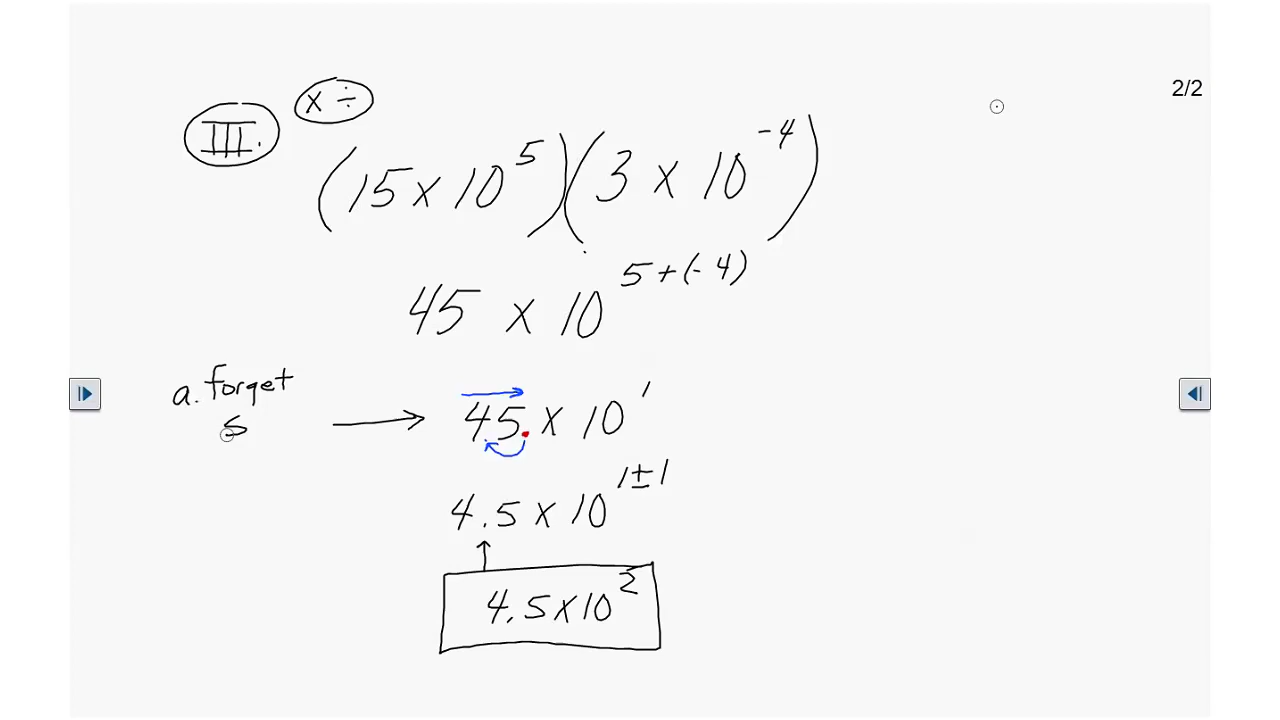 2/2
III. x ÷
(15 x 10^5)(3 x 10^-4)
45 x 10^5+(-4)
a. forget
s
45. x 10^1
4.5 x 10^1±1
4.5 x 10^2